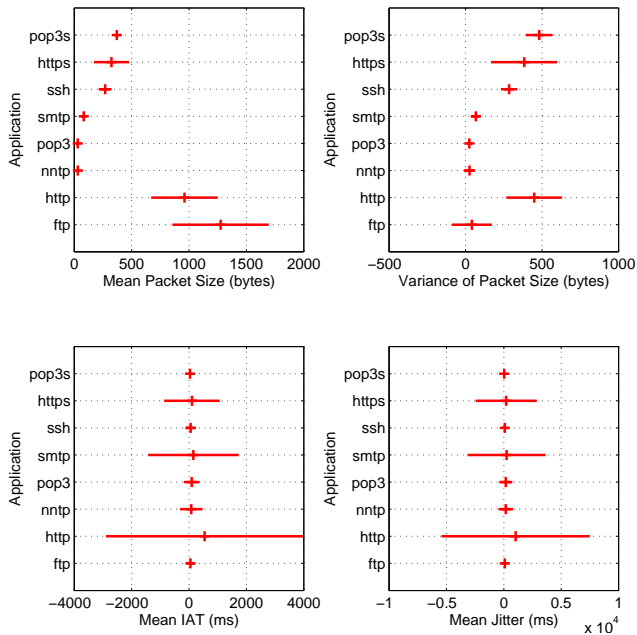 pop3s
https
ssh
smtp
pop3
nntp
http
ftp
Application
0 500 1000 1500 2000
Mean Packet Size (bytes)
pop3s
https
ssh
smtp
pop3
nntp
http
ftp
Application
−500 0 500 1000
Variance of Packet Size (bytes)
pop3s
https
ssh
smtp
pop3
nntp
http
ftp
Application
−4000 −2000 0 2000 4000
Mean IAT (ms)
pop3s
https
ssh
smtp
pop3
nntp
http
ftp
Application
−1 −0.5 0 0.5 1
x 10^4
Mean Jitter (ms)